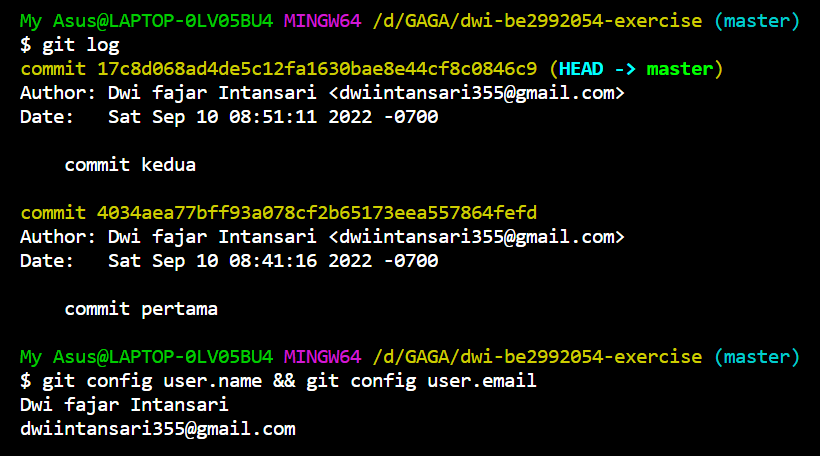 My Asus@LAPTOP-0LV05BU4 MINGW64 /d/GAGA/dwi-be2992054-exercise (master)
$ git log
commit 17c8d068ad4de5c12fa1630bae8e44cf8c0846c9 (HEAD -> master)
Author: Dwi fajar Intansari <dwiintansari355@gmail.com>
Date:   Sat Sep 10 08:51:11 2022 -0700
    commit kedua
commit 4034aea77bff93a078cf2b65173eea557864fefd
Author: Dwi fajar Intansari <dwiintansari355@gmail.com>
Date:   Sat Sep 10 08:41:16 2022 -0700
    commit pertama
My Asus@LAPTOP-0LV05BU4 MINGW64 /d/GAGA/dwi-be2992054-exercise (master)
$ git config user.name && git config user.email
Dwi fajar Intansari
dwiintansari355@gmail.com